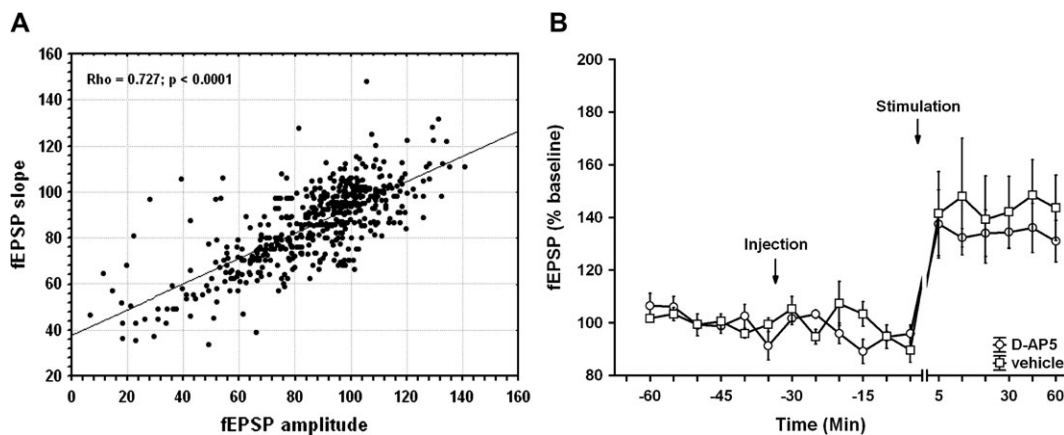 A
160
140
120
100
80
60
40
20
Rho = 0.727; p < 0.0001
fEPSP slope
0 20 40 60 80 100 120 140 160
fEPSP amplitude
B
200
180
160
140
120
100
80
fEPSP (% baseline)
Stimulation
Injection
D-AP5
vehicle
-60 -45 -30 -15 5 30 60
Time (Min)